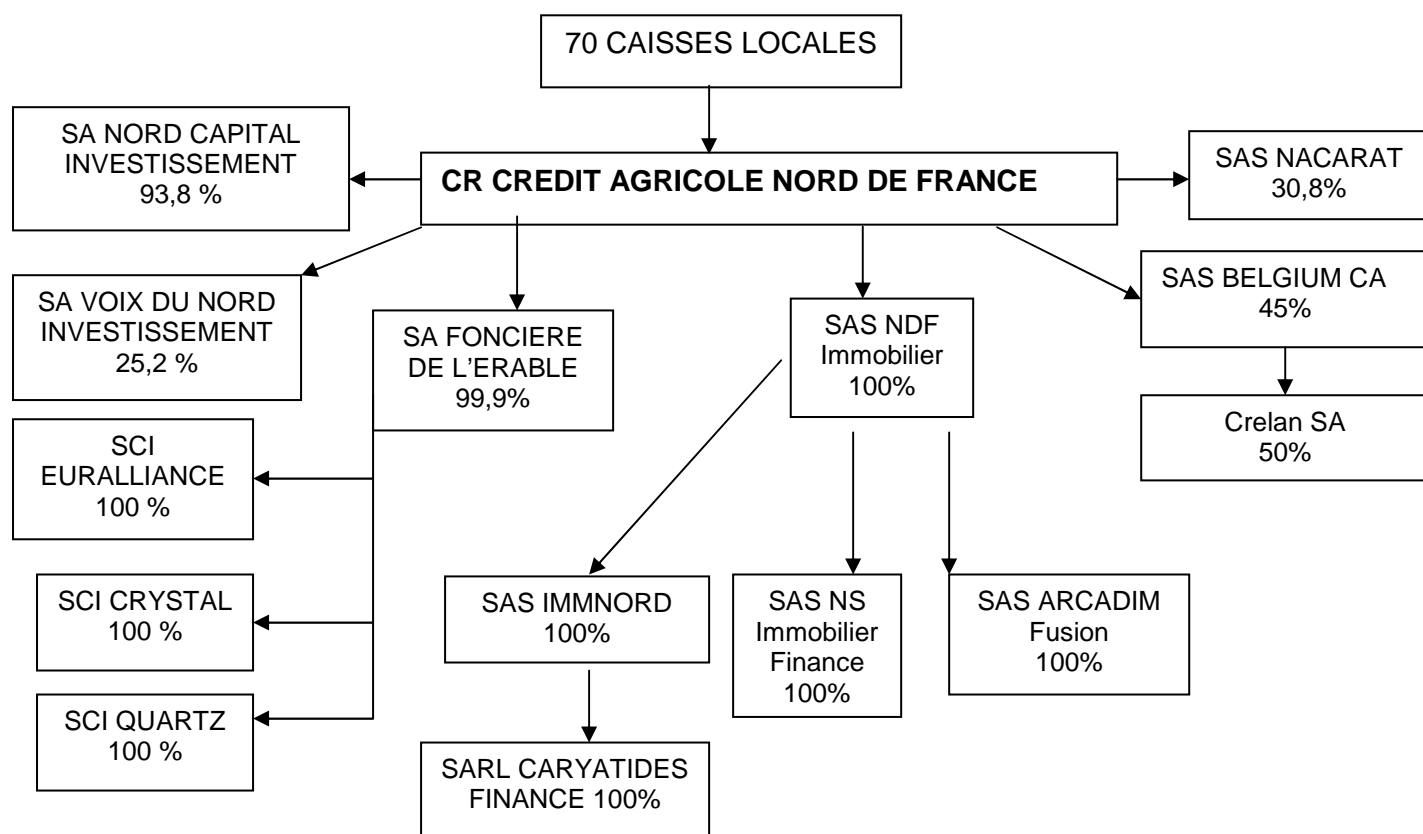 70 CAISSES LOCALES
SA NORD CAPITAL
INVESTISSEMENT
93,8 %
CR CREDIT AGRICOLE NORD DE FRANCE
SAS NACARAT
30,8%
SA VOIX DU NORD
INVESTISSEMENT
25,2 %
SA FONCIERE
DE L’ERABLE
99,9%
SAS NDF
Immobilier
100%
SAS BELGIUM CA
45%
Crelan SA
50%
SCI
EURALLIANCE
100 %
SCI CRYSTAL
100 %
SCI QUARTZ
100 %
SAS IMMNORD
100%
SAS NS
Immobilier
Finance
100%
SAS ARCADIM
Fusion
100%
SARL CARYATIDES
FINANCE 100%